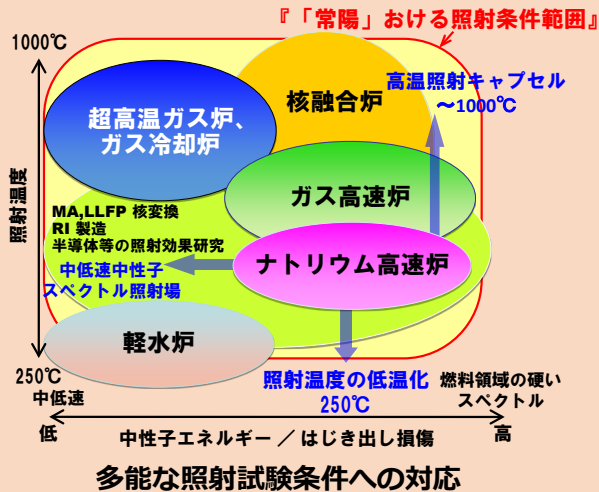 『「常陽」おける照射条件範囲』
1000℃
高温照射キャプセル
～1000℃
核融合炉
超高温ガス炉、
ガス冷却炉
ガス高速炉
照射温度
MA,LLFP 核変換
RI 製造
半導体等の照射効果研究
中低速中性子
スペクトル照射場
ナトリウム高速炉
軽水炉
250℃
照射温度の低温化
250℃
燃料領域の硬い
スペクトル
中低速
低
中性子エネルギー ／ はじき出し損傷
高
多能な照射試験条件への対応